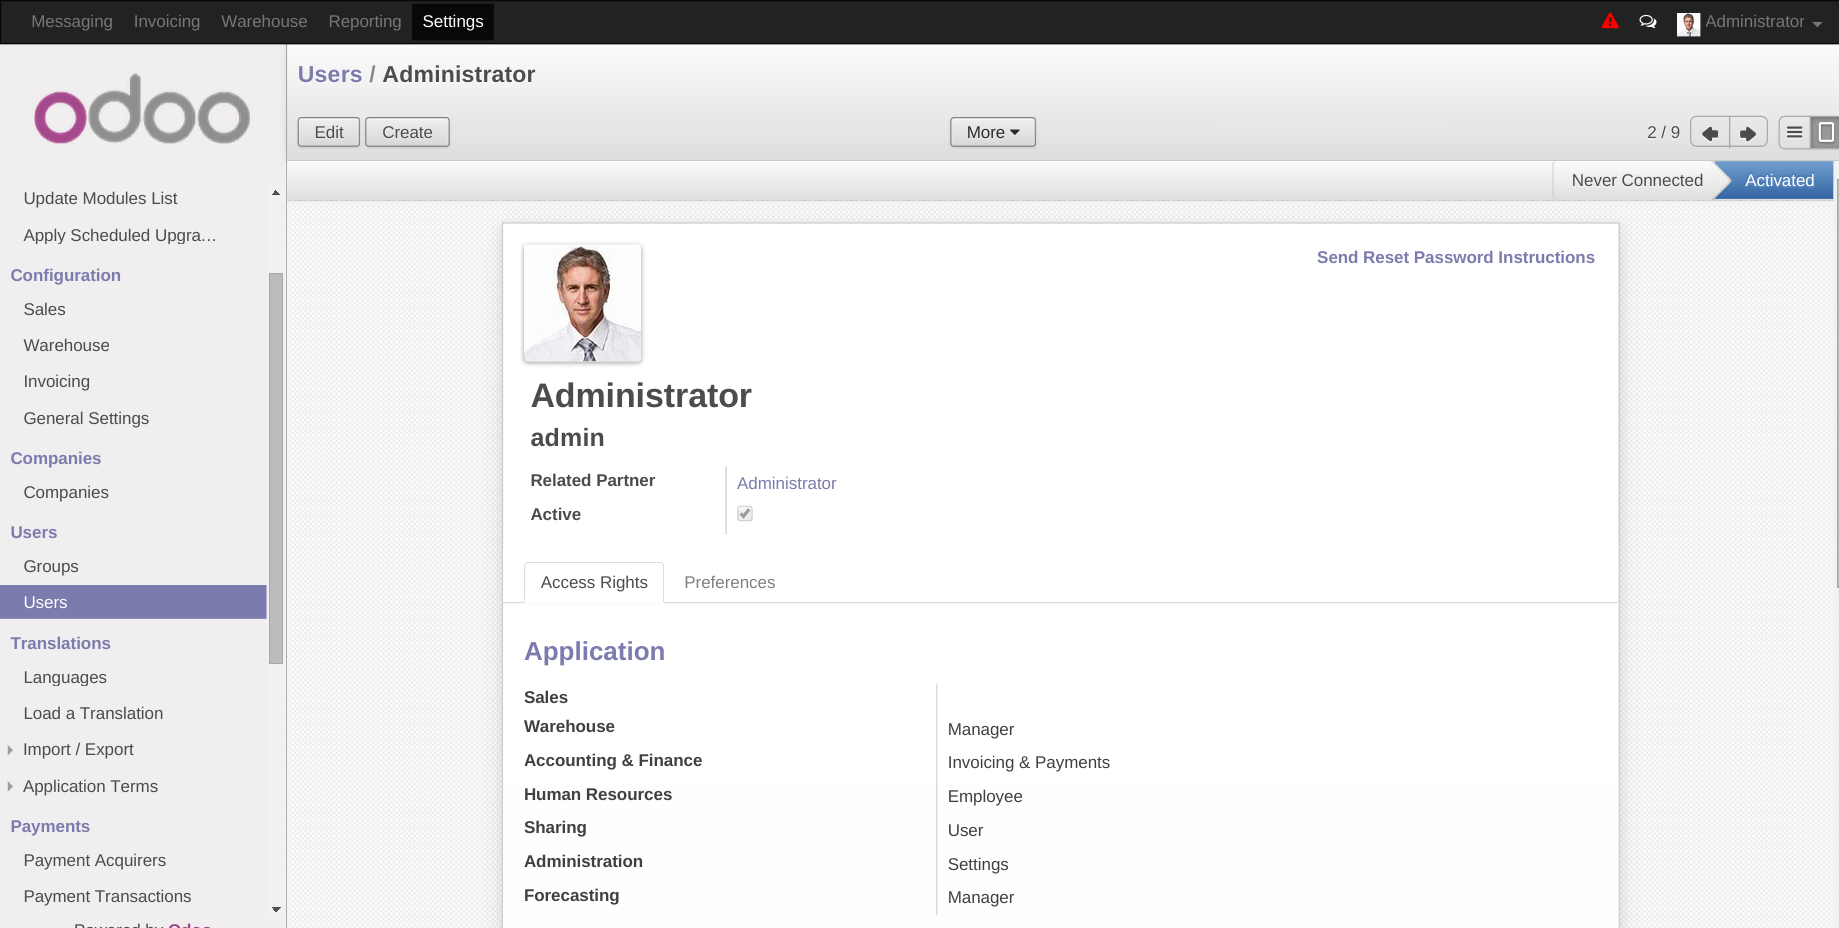 Messaging Invoicing Warehouse Reporting Settings Administrator
odoo
Update Modules List
Apply Scheduled Upgra…
Configuration
Sales
Warehouse
Invoicing
General Settings
Companies
Companies
Users
Groups
Users
Translations
Languages
Load a Translation
Import / Export
Application Terms
Payments
Payment Acquirers
Payment Transactions
Powered by Odoo
Users / Administrator
Edit Create More 2 / 9
Never Connected Activated
Send Reset Password Instructions
Administrator
admin
Related Partner Administrator
Active
Access Rights Preferences
Application
Sales
Warehouse Manager
Accounting & Finance Invoicing & Payments
Human Resources Employee
Sharing User
Administration Settings
Forecasting Manager